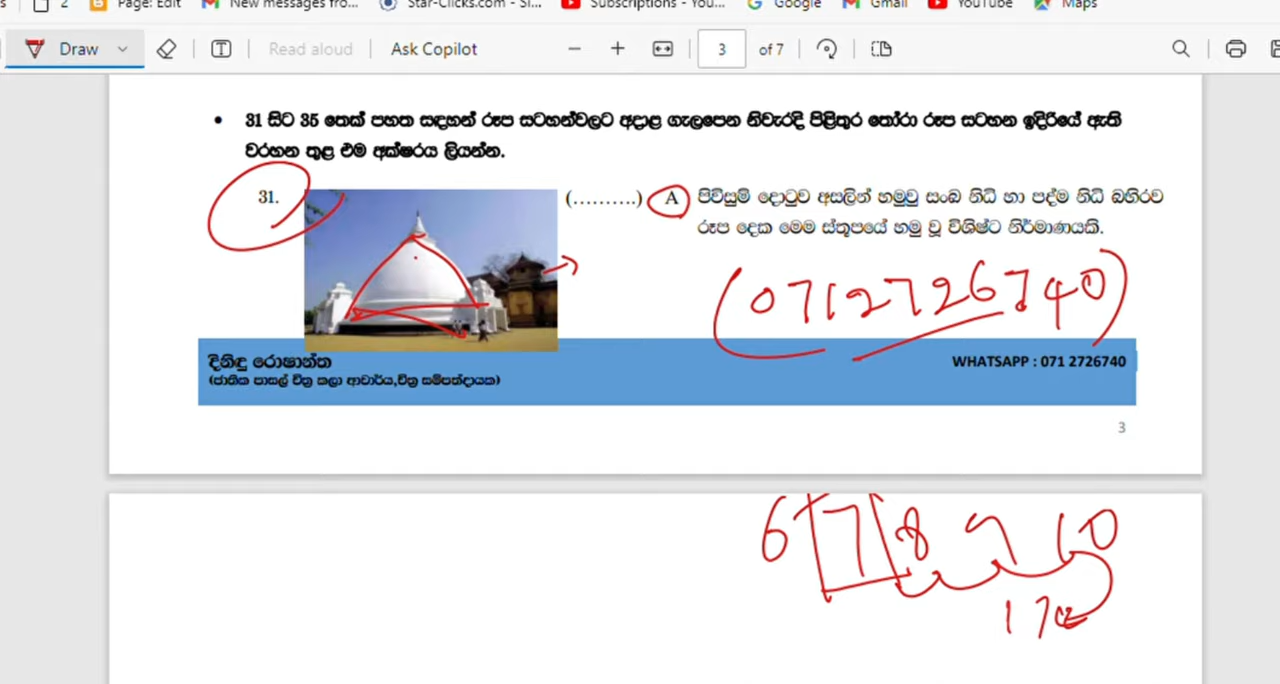 2 Page: Edit New messages fro... Star-Clicks.com - Si... Subscriptions - You... Google Gmail YouTube Maps
Draw Read aloud Ask Copilot 3 of 7
• 31 සිට 35 තෙක් පහත සඳහන් රූප සටහන්වලට අදාළ ගැලපෙන නිවැරදි පිළිතුර තෝරා රූප සටහන ඉදිරියේ ඇති
වරහන තුළ එම අක්ෂරය ලියන්න.
31. (..........) A පිවිසුම් දොටුව අසලින් හමුවු සංඛ නිධි හා පද්ම නිධි බහිරව
රූප දෙක මෙම ස්තූපයේ හමු වූ විශිෂ්ට නිර්මාණයකි.
(0712726740)
දිනිඳු රොෂාන්ත WHATSAPP : 071 2726740
(ජාතික පාසල් චිත්‍ර කලා ආචාර්ය,චිත්‍ර සම්පත්දායක)
3
6 7 8 9 10